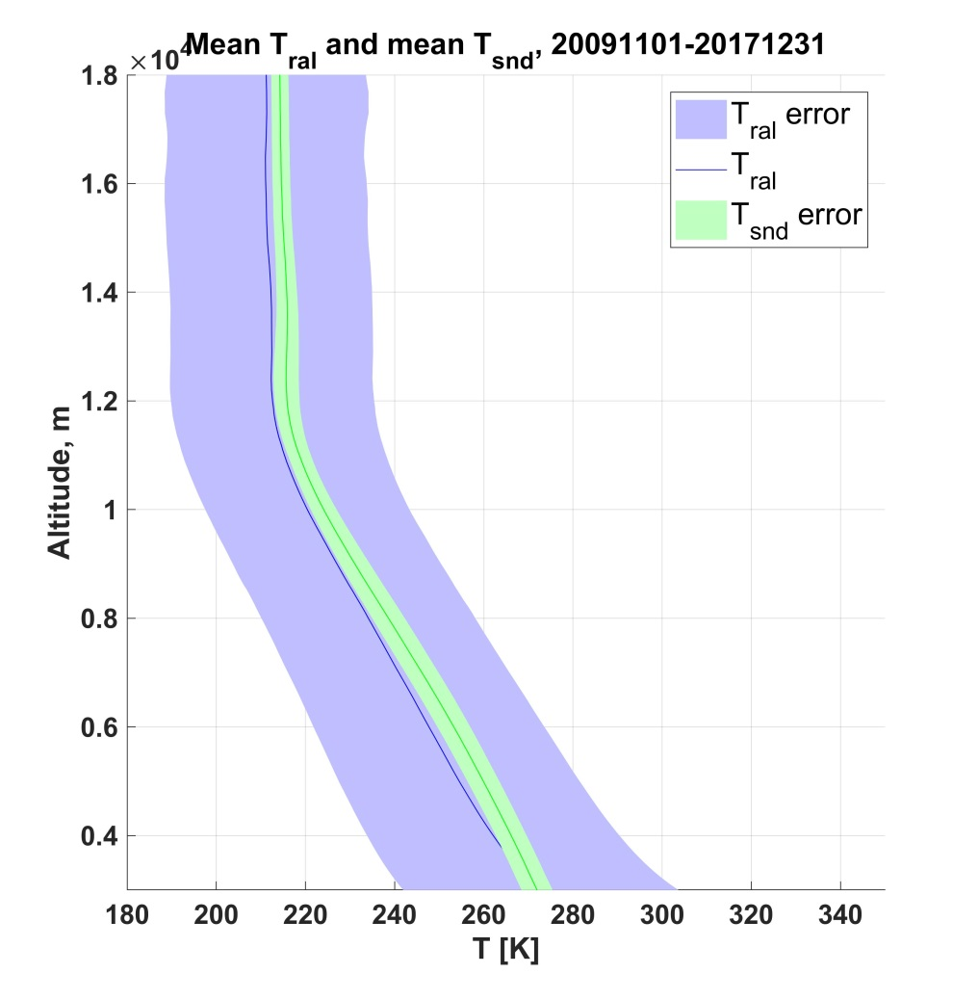 Mean T_ral and mean T_snd, 20091101-20171231
×10^4
1.8
1.6
1.4
1.2
1
0.8
0.6
0.4
Altitude, m
T_ral error
T_ral
T_snd error
180 200 220 240 260 280 300 320 340
T [K]